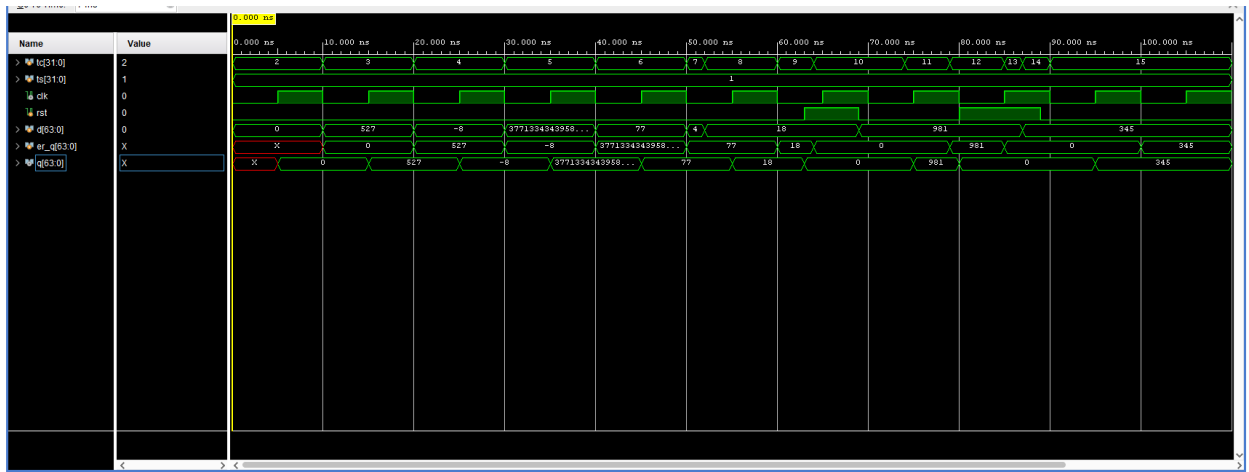 0.000 ns
Name Value 0.000 ns 10.000 ns 20.000 ns 30.000 ns 40.000 ns 50.000 ns 60.000 ns 70.000 ns 80.000 ns 90.000 ns 100.000 ns
tc[31:0] 2 2 3 4 5 6 7 8 9 10 11 12 13 14 15
ts[31:0] 1 1
clk 0
rst 0
d[63:0] 0 0 527 -8 3771334343958... 77 4 18 981 345
er_q[63:0] X X 0 527 -8 3771334343958... 77 18 0 981 0 345
q[63:0] X X 0 527 -8 3771334343958... 77 18 0 981 0 345